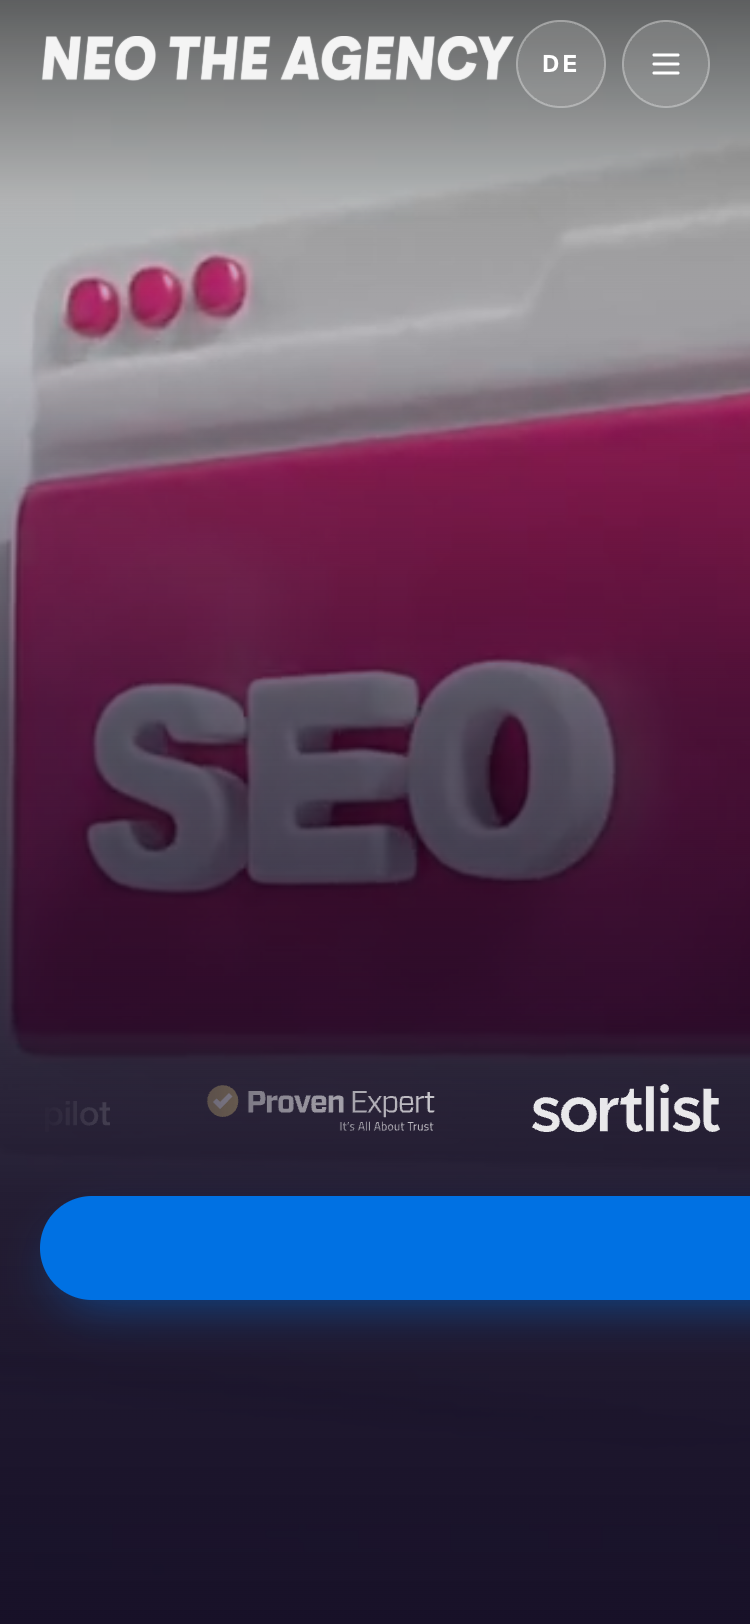 NEO THE AGENCY
DE
SEO
pilot
Proven Expert
It's All About Trust
sortlist